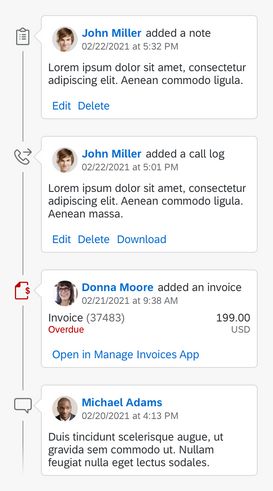 John Miller added a note
02/22/2021 at 5:32 PM
Lorem ipsum dolor sit amet, consectetur
adipiscing elit. Aenean commodo ligula.
Edit Delete
John Miller added a call log
02/22/2021 at 5:01 PM
Lorem ipsum dolor sit amet, consectetur
adipiscing elit. Aenean commodo ligula.
Aenean massa.
Edit Delete Download
$
Donna Moore added an invoice
02/21/2021 at 9:38 AM
Invoice (37483) 199.00
Overdue USD
Open in Manage Invoices App
Michael Adams
02/20/2021 at 4:13 PM
Duis tincidunt scelerisque augue, ut
gravida sem commodo ut. Nullam
feugiat nulla eget lectus sodales.